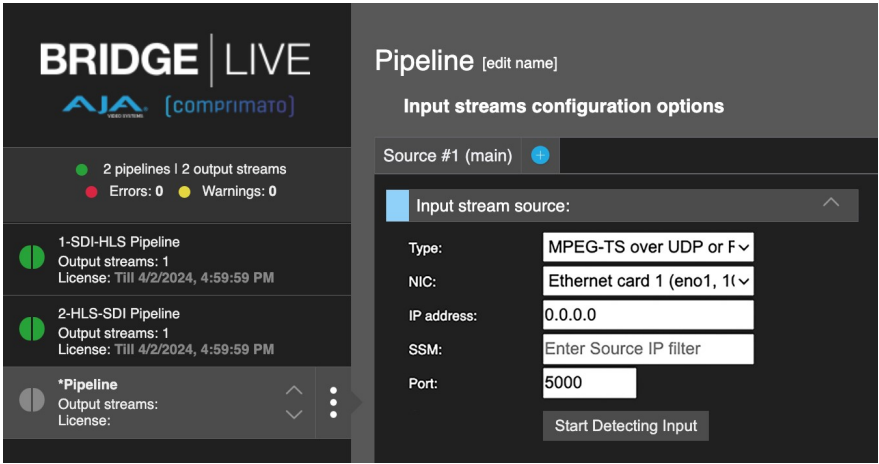 BRIDGE LIVE
AJA VIDEO SYSTEMS [comprimato]
2 pipelines | 2 output streams
Errors: 0 Warnings: 0
1-SDI-HLS Pipeline
Output streams: 1
License: Till 4/2/2024, 4:59:59 PM
2-HLS-SDI Pipeline
Output streams: 1
License: Till 4/2/2024, 4:59:59 PM
*Pipeline
Output streams:
License:
Pipeline [edit name]
Input streams configuration options
Source #1 (main)
Input stream source:
Type: MPEG-TS over UDP or
NIC: Ethernet card 1 (eno1,
IP address: 0.0.0.0
SSM: Enter Source IP filter
Port: 5000
Start Detecting Input